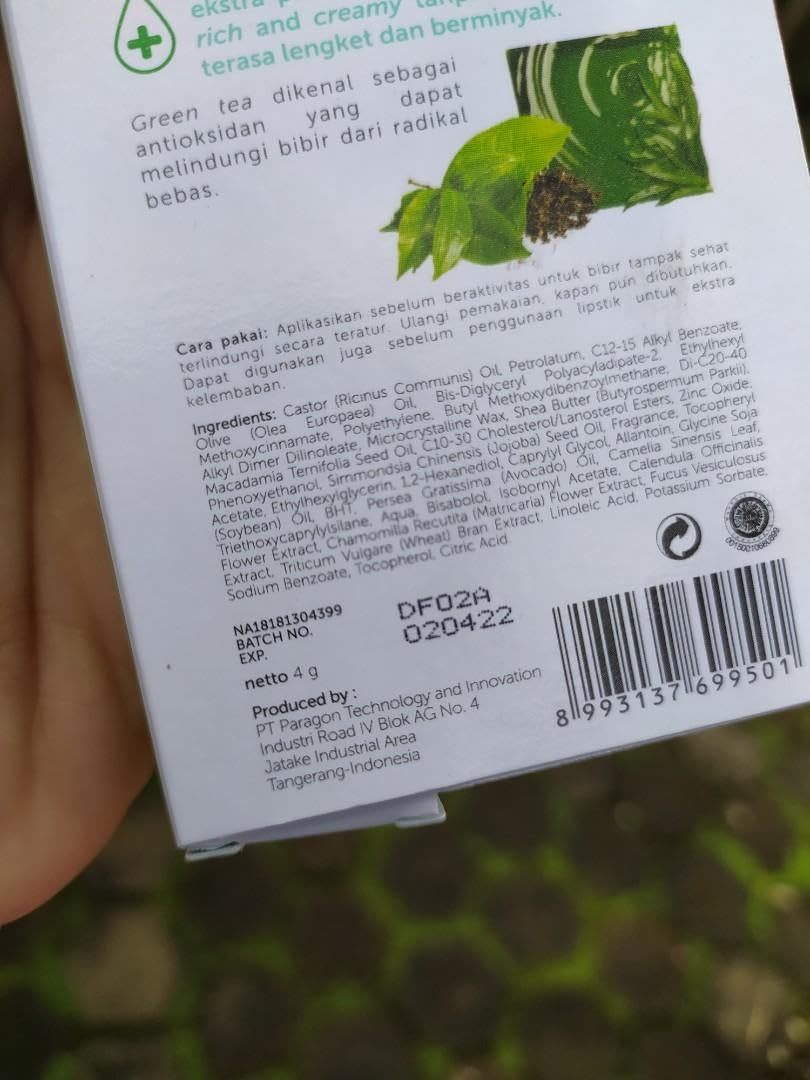 ekstra
rich and creamy
terasa lengket dan berminyak.
Green tea dikenal sebagai
antioksidan yang dapat
melindungi bibir dari radikal
bebas.
Cara pakai: Aplikasikan sebelum beraktivitas untuk bibir tampak sehat
terlindungi secara teratur. Ulangi pemakaian, kapan pun dibutuhkan.
Dapat digunakan juga sebelum penggunaan lipstik untuk ekstra
kelembaban.
Ingredients: Castor (Ricinus Communis) Oil, Petrolatum, C12-15 Alkyl Benzoate,
Olive (Olea Europaea) Oil, Bis-Diglyceryl Polyacyladipate-2, Ethylhexyl
Methoxycinnamate, Polyethylene, Butyl Methoxydibenzoylmethane, Di-C20-40
Alkyl Dimer Dilinoleate, Microcrystalline Wax, Shea Butter (Butyrospermum Parkii),
Macadamia Ternifolia Seed Oil, C10-30 Cholesterol/Lanosterol Esters, Zinc Oxide,
Phenoxyethanol, Simmondsia Chinensis (Jojoba) Seed Oil, Fragrance, Tocopheryl
Acetate, Ethylhexylglycerin, 1,2-Hexanediol, Caprylyl Glycol, Allantoin, Glycine Soja
(Soybean) Oil, BHT, Persea Gratissima (Avocado) Oil, Camelia Sinensis Leaf,
Triethoxycaprylylsilane, Aqua, Bisabolol, Isobornyl Acetate, Calendula Officinalis
Flower Extract, Chamomilla Recutita (Matricaria) Flower Extract, Fucus Vesiculosus
Extract, Triticum Vulgare (Wheat) Bran Extract, Linoleic Acid, Potassium Sorbate,
Sodium Benzoate, Tocopherol, Citric Acid
NA18181304399
BATCH NO. DF02A
EXP. 020422
netto 4 g
Produced by :
PT Paragon Technology and Innovation
Industri Road IV Blok AG No. 4
Jatake Industrial Area
Tangerang-Indonesia
8 993137 699501